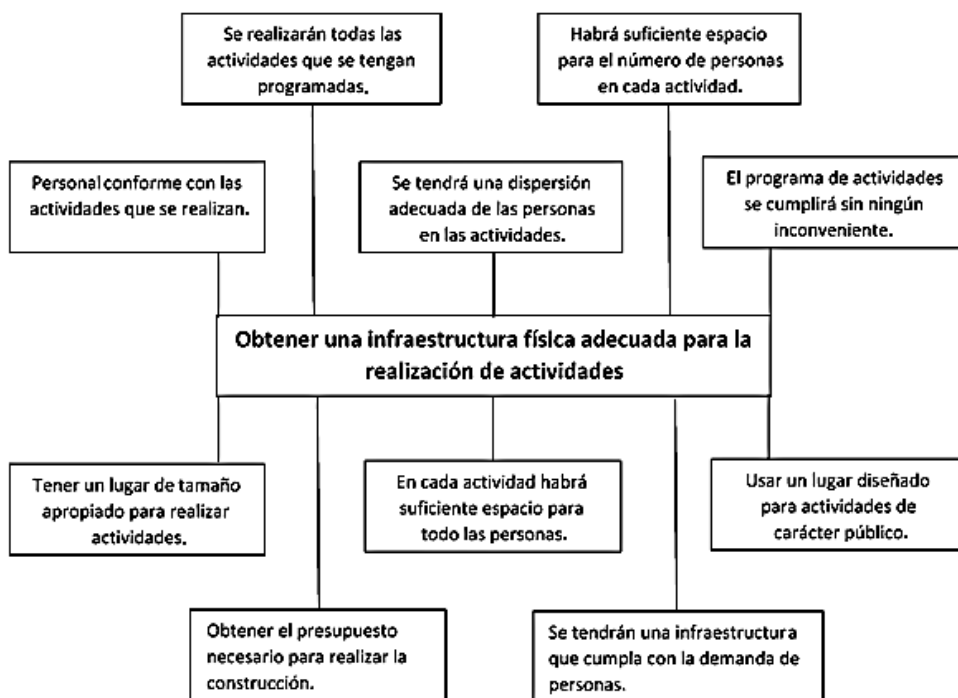 Se realizarán todas las
actividades que se tengan
programadas.
Habrá suficiente espacio
para el número de personas
en cada actividad.
Personal conforme con las
actividades que se realizan.
Se tendrá una dispersión
adecuada de las personas
en las actividades.
El programa de actividades
se cumplirá sin ningún
inconveniente.
Obtener una infraestructura física adecuada para la
realización de actividades
Tener un lugar de tamaño
apropiado para realizar
actividades.
En cada actividad habrá
suficiente espacio para
todo las personas.
Usar un lugar diseñado
para actividades de
carácter público.
Obtener el presupuesto
necesario para realizar la
construcción.
Se tendrán una infraestructura
que cumpla con la demanda de
personas.